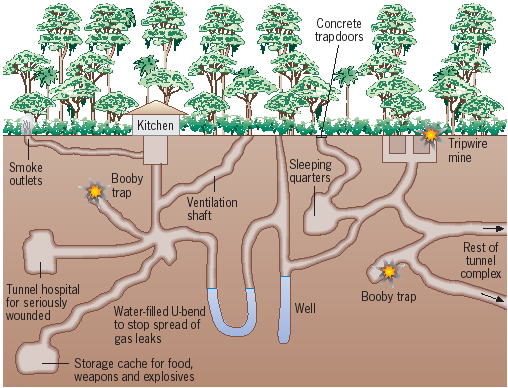 Concrete
trapdoors
Kitchen
Tripwire
mine
Smoke
outlets
Booby
trap
Sleeping
quarters
Ventilation
shaft
Rest of
tunnel
complex
Tunnel hospital
for seriously
wounded
Water-filled U-bend
to stop spread of
gas leaks
Well
Booby trap
Storage cache for food,
weapons and explosives